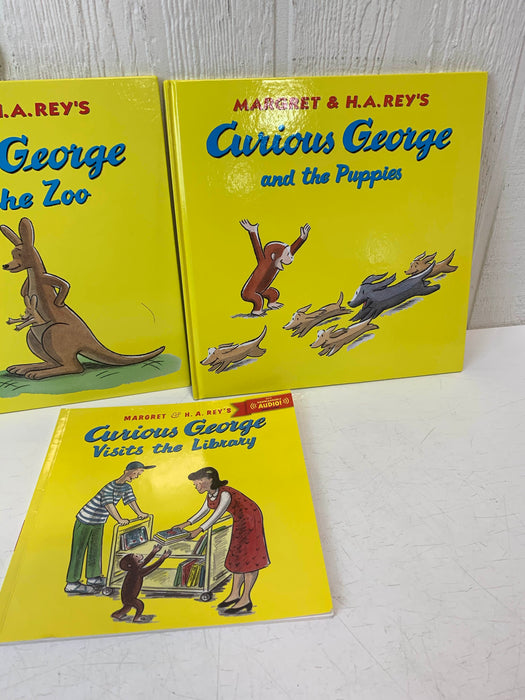 H.A.REY'S
George
he Zoo
MARGRET & H.A.REY'S
Curious George
and the Puppies
MARGRET & H.A. REY'S
AUDIO!
Curious George
Visits the Library